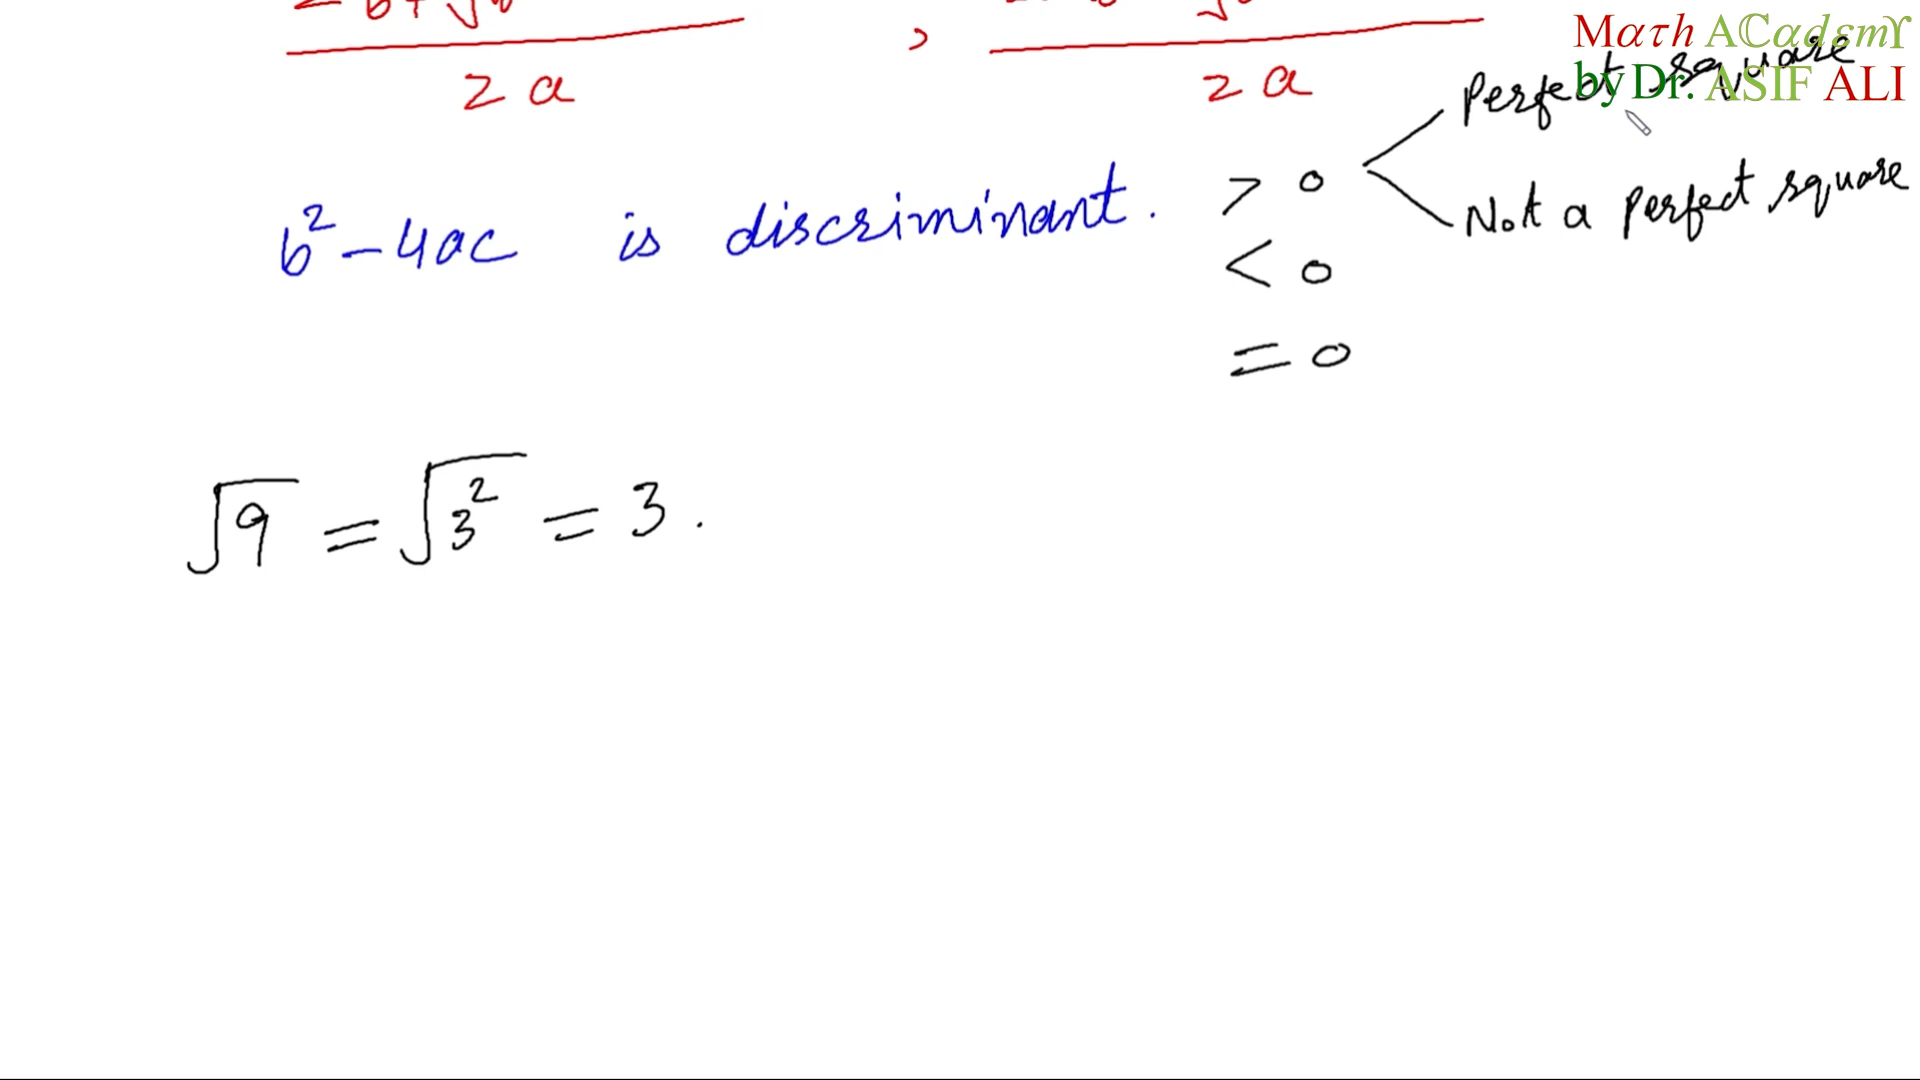 2a , 2a
Math ACademy
by Dr. ASIF ALI
Perfect square
b² - 4ac is discriminant. > 0
Not a perfect square
< 0
= 0
√9 = √3² = 3.